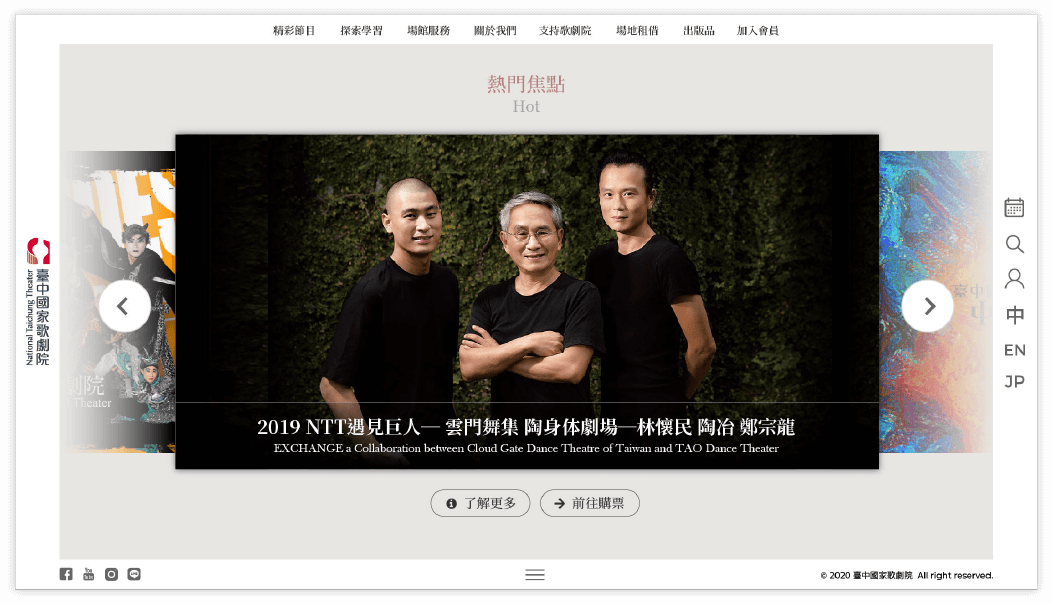 精彩節目 探索學習 場館服務 關於我們 支持歌劇院 場地租借 出版品 加入會員
熱門焦點
Hot
臺中國家歌劇院
National Taichung Theater
劇院
Theater
臺中
中
EN
JP
2019 NTT遇見巨人— 雲門舞集 陶身体劇場—林懷民 陶冶 鄭宗龍
EXCHANGE a Collaboration between Cloud Gate Dance Theatre of Taiwan and TAO Dance Theater
了解更多
前往購票
You Tube
© 2020 臺中國家歌劇院 All right reserved.